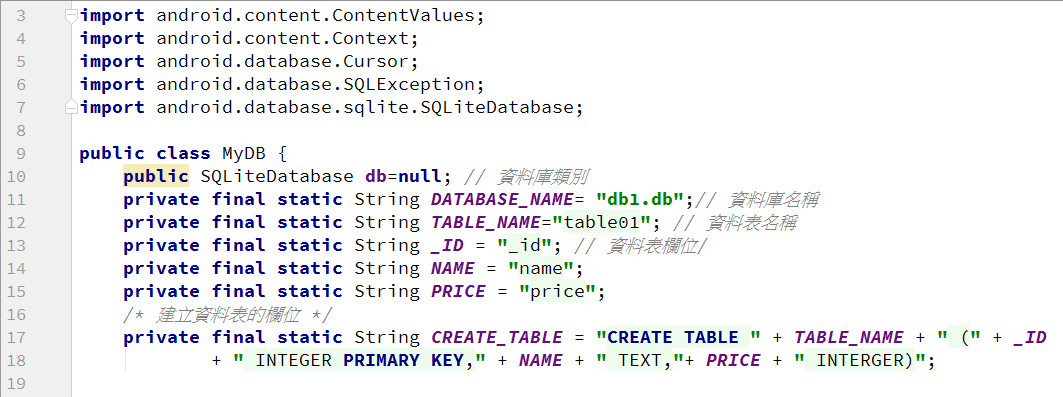 3 import android.content.ContentValues;
4 import android.content.Context;
5 import android.database.Cursor;
6 import android.database.SQLException;
7 import android.database.sqlite.SQLiteDatabase;
8
9 public class MyDB {
10 public SQLiteDatabase db=null; // 資料庫類別
11 private final static String DATABASE_NAME= "db1.db";// 資料庫名稱
12 private final static String TABLE_NAME="table01"; // 資料表名稱
13 private final static String _ID = "_id"; // 資料表欄位/
14 private final static String NAME = "name";
15 private final static String PRICE = "price";
16 /* 建立資料表的欄位 */
17 private final static String CREATE_TABLE = "CREATE TABLE " + TABLE_NAME + " (" + _ID
18 + " INTEGER PRIMARY KEY," + NAME + " TEXT,"+ PRICE + " INTERGER)";
19